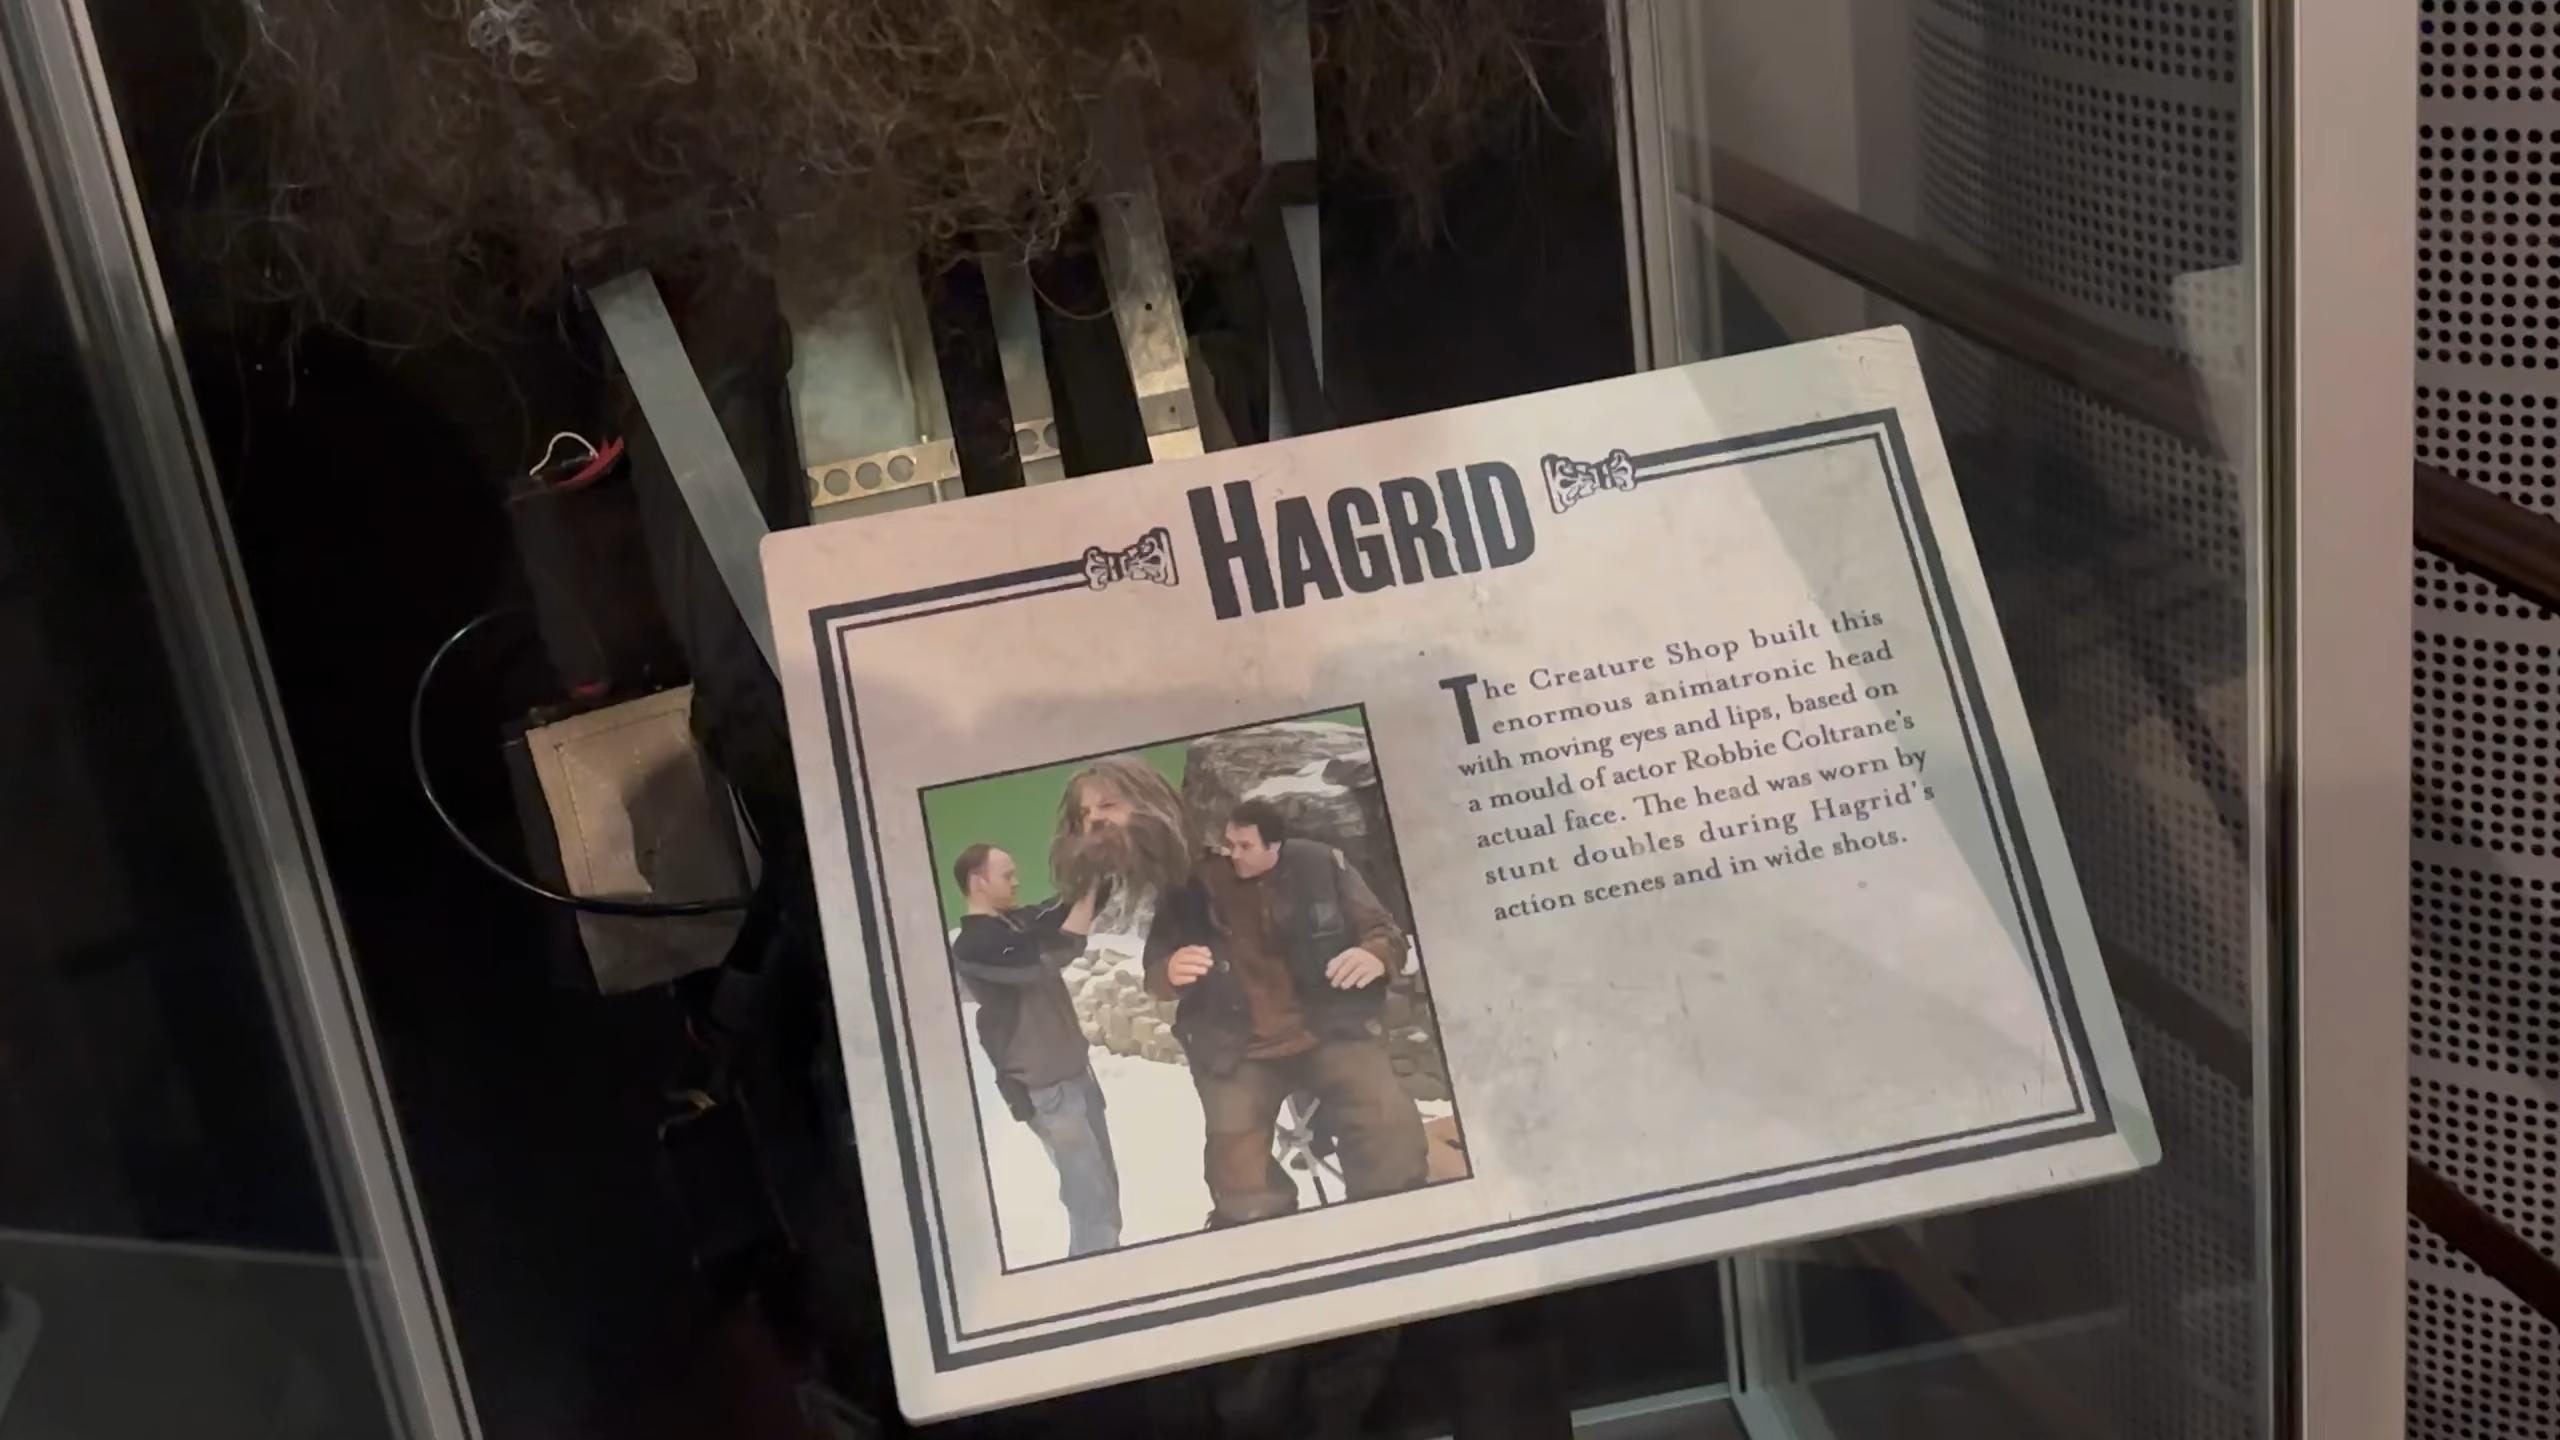 HAGRID
The Creature Shop built this
enormous animatronic head
with moving eyes and lips, based on
a mould of actor Robbie Coltrane's
actual face. The head was worn by
stunt doubles during Hagrid's
action scenes and in wide shots.